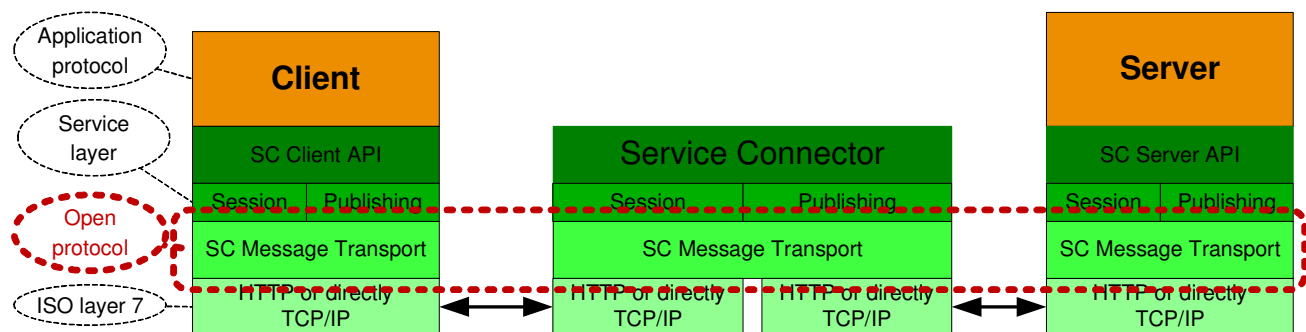 Application
protocol
Client
Server
Service
layer
SC Client API
Service Connector
SC Server API
Session
Publishing
Session
Publishing
Session
Publishing
Open
protocol
SC Message Transport
SC Message Transport
SC Message Transport
ISO layer 7
HTTP or directly
TCP/IP
HTTP or directly
TCP/IP
HTTP or directly
TCP/IP
HTTP or directly
TCP/IP